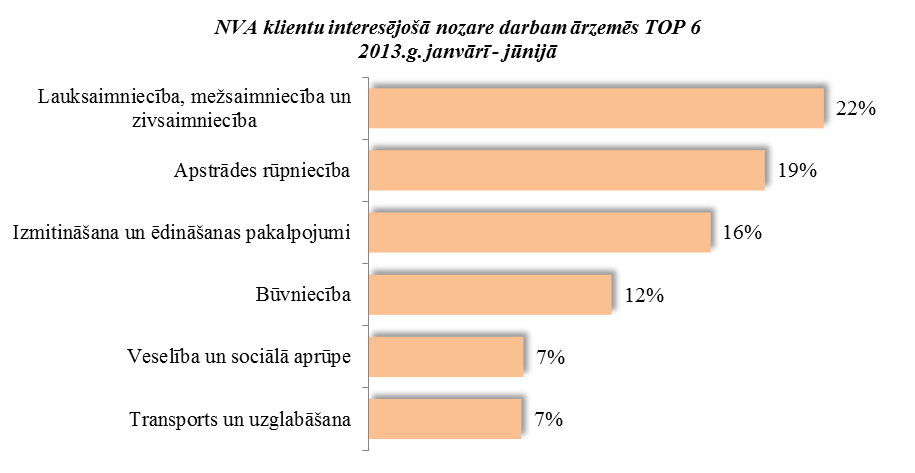 NVA klientu interesējošā nozare darbam ārzemēs TOP 6
2013.g. janvārī - jūnijā
Lauksaimniecība, mežsaimniecība un
zivsaimniecība
22%
Apstrādes rūpniecība
19%
Izmitināšana un ēdināšanas pakalpojumi
16%
Būvniecība
12%
Veselība un sociālā aprūpe
7%
Transports un uzglabāšana
7%